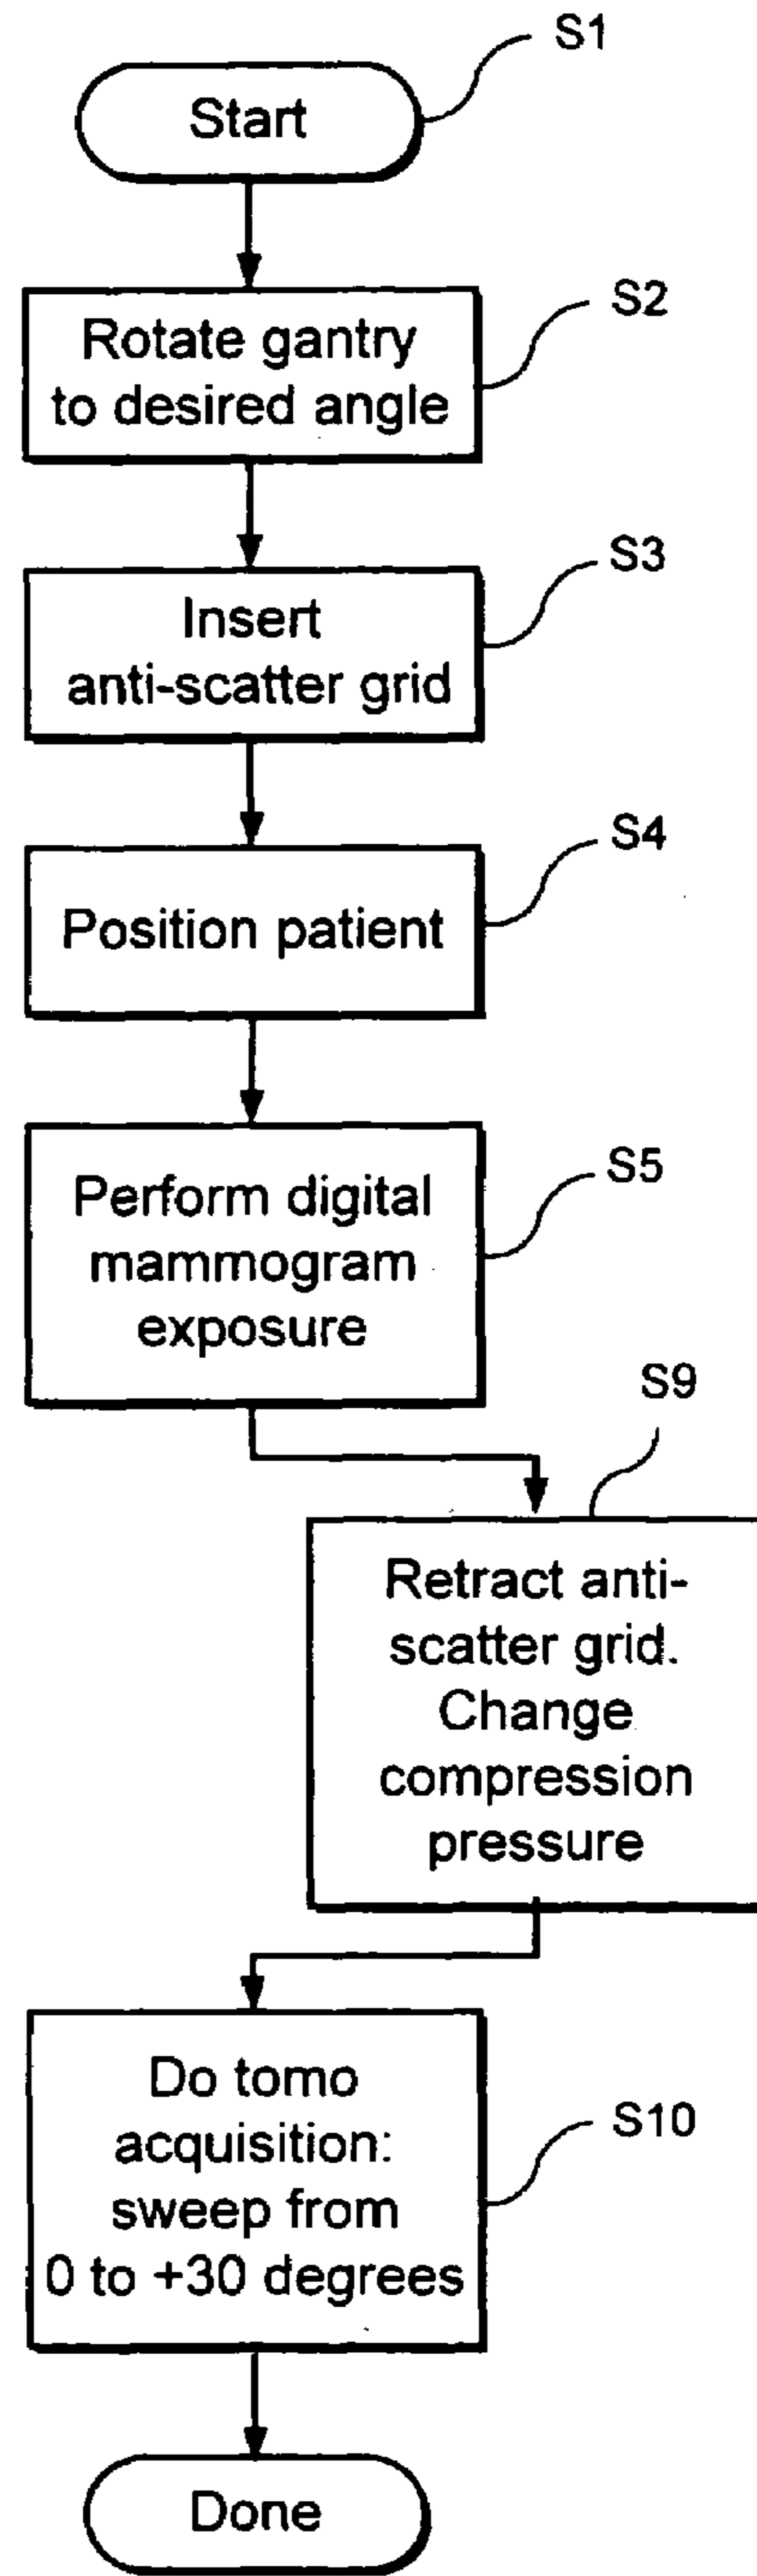 S1
Start
S2
Rotate gantry
to desired angle
S3
Insert
anti-scatter grid
S4
Position patient
S5
Perform digital
mammogram
exposure
S9
Retract anti-
scatter grid.
Change
compression
pressure
Do tomo
acquisition:
sweep from
0 to +30 degrees
S10
Done